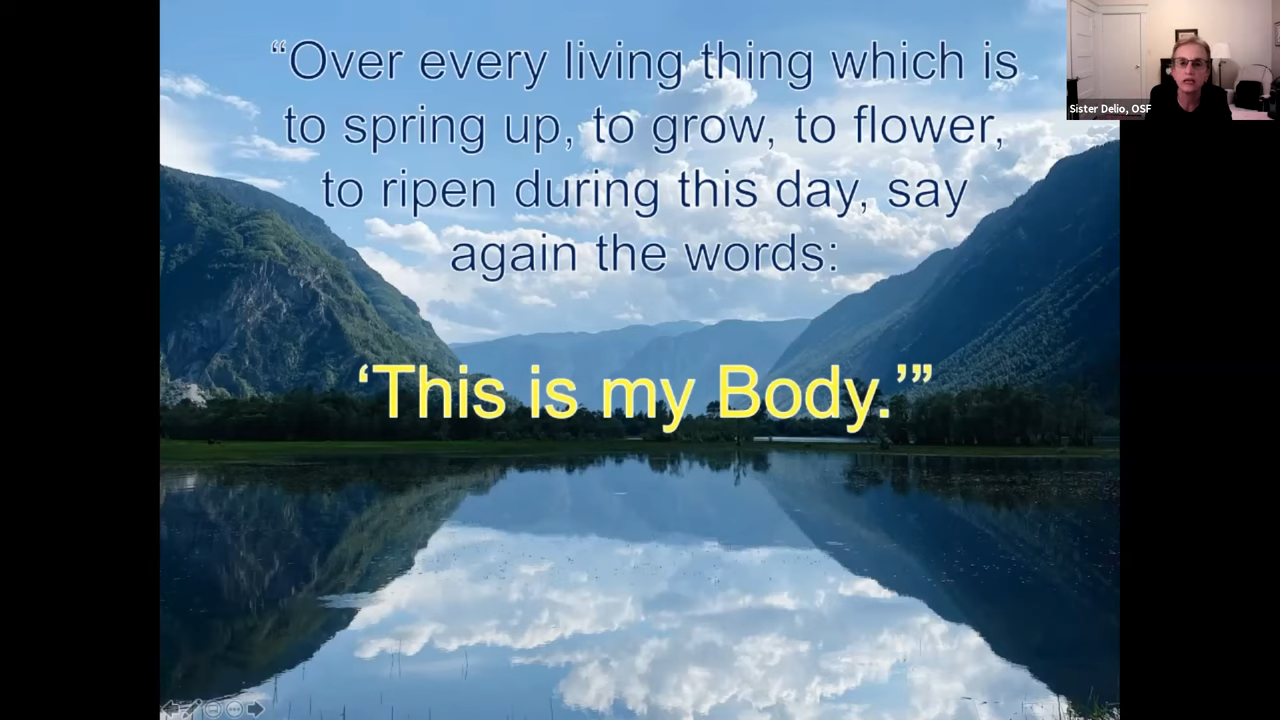 “Over every living thing which is
to spring up, to grow, to flower,
to ripen during this day, say
again the words:
‘This is my Body.’”
Sister Delio, OSF